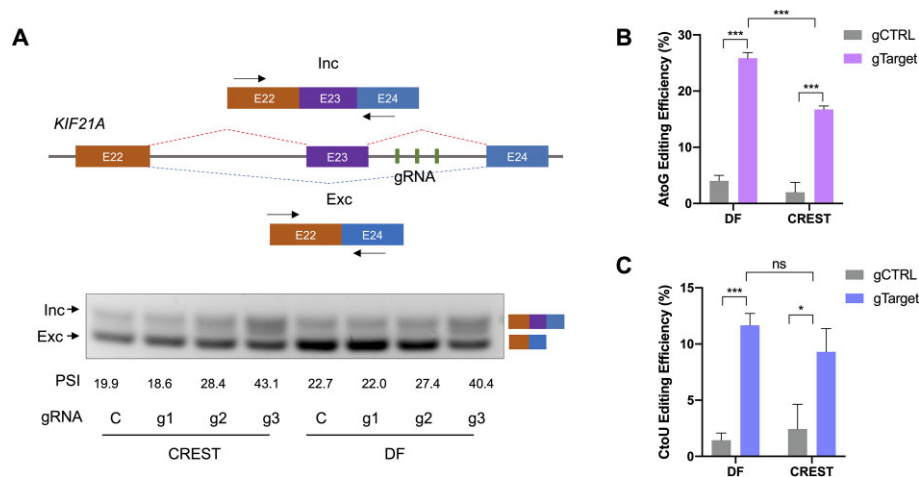 A
Inc
E22 E23 E24
KIF21A
E22 E23 E24
gRNA
Exc
E22 E24
Inc
Exc
PSI 19.9 18.6 28.4 43.1 22.7 22.0 27.4 40.4
gRNA C g1 g2 g3 C g1 g2 g3
CREST DF
B
AtoG Editing Efficiency (%)
30
20
10
0
***
***
***
DF CREST
gCTRL
gTarget
C
CtoU Editing Efficiency (%)
15
10
5
0
ns
***
*
DF CREST
gCTRL
gTarget